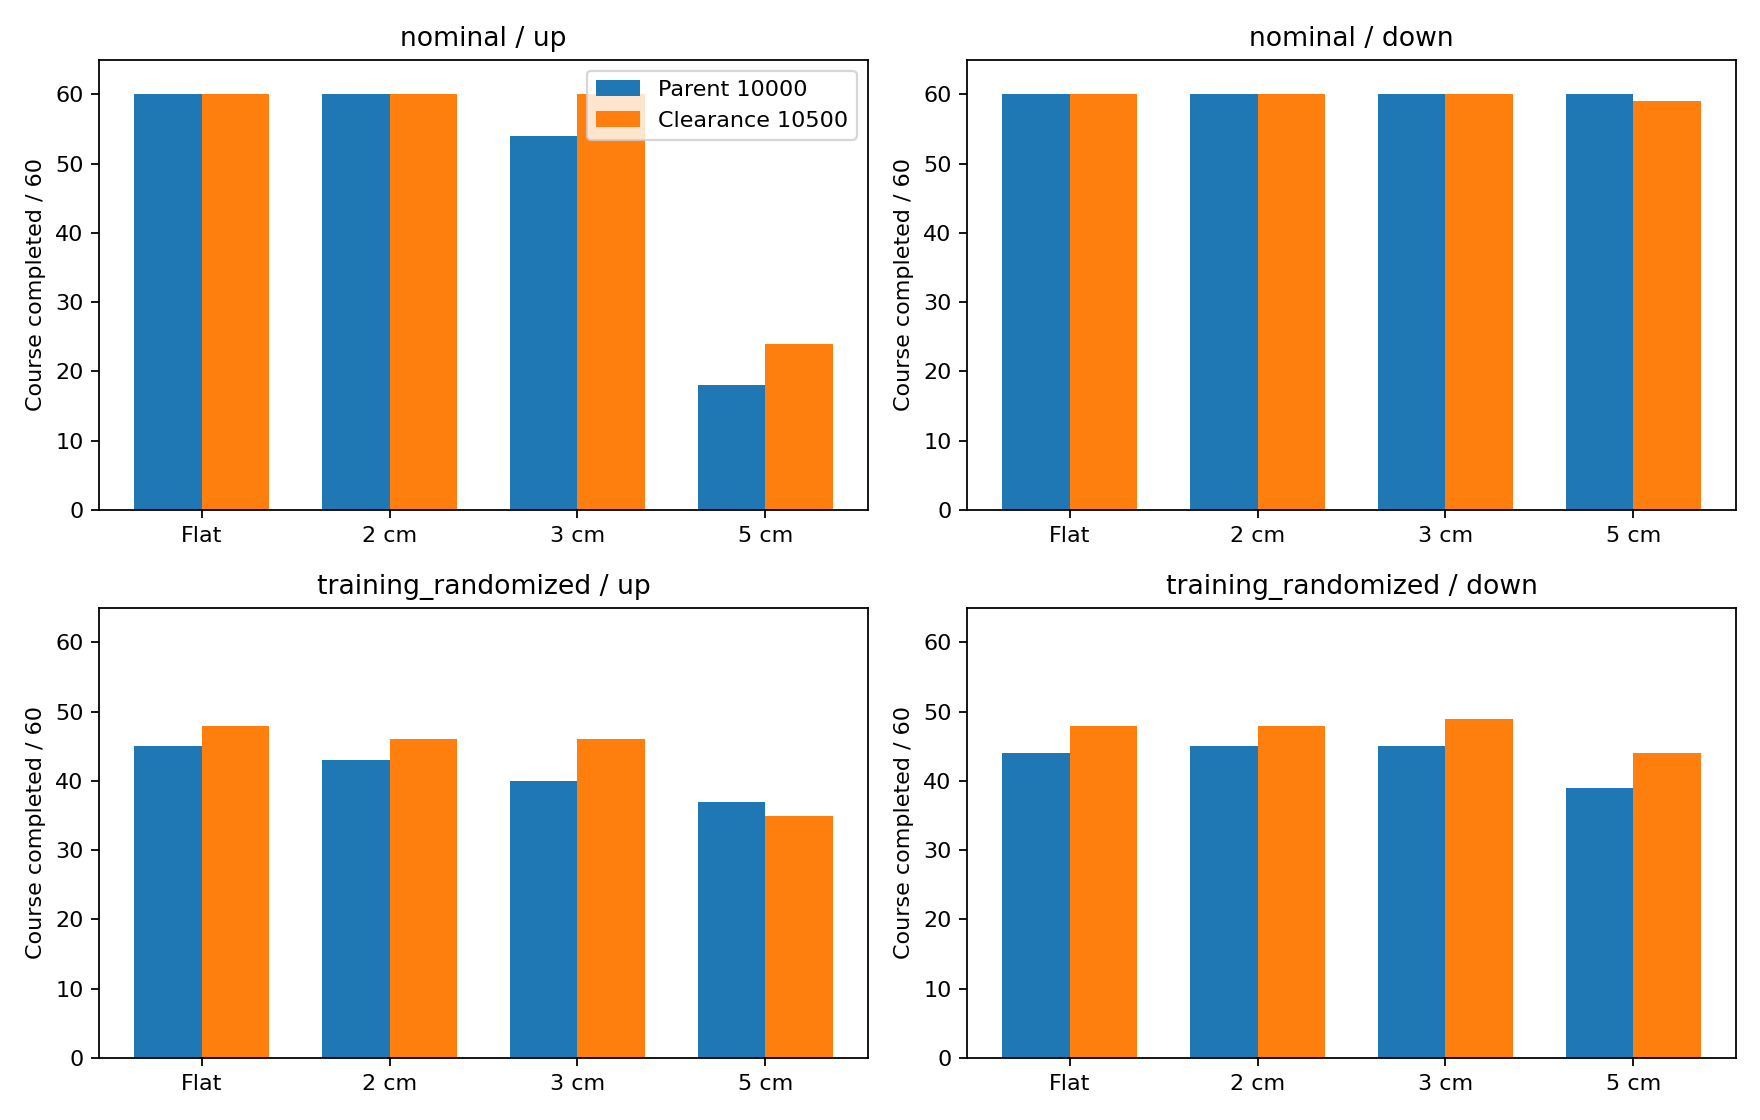 nominal / up
Course completed / 60
60
50
40
30
20
10
0
Flat 2 cm 3 cm 5 cm
Parent 10000
Clearance 10500
nominal / down
Course completed / 60
60
50
40
30
20
10
0
Flat 2 cm 3 cm 5 cm
training_randomized / up
Course completed / 60
60
50
40
30
20
10
0
Flat 2 cm 3 cm 5 cm
training_randomized / down
Course completed / 60
60
50
40
30
20
10
0
Flat 2 cm 3 cm 5 cm